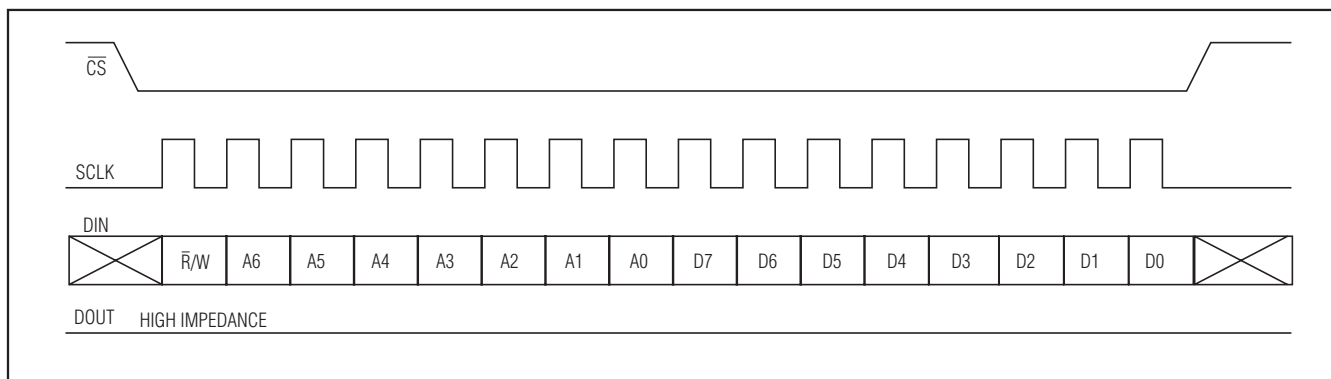 C̅S̅
SCLK
DIN
R̅/W A6 A5 A4 A3 A2 A1 A0 D7 D6 D5 D4 D3 D2 D1 D0
DOUT HIGH IMPEDANCE